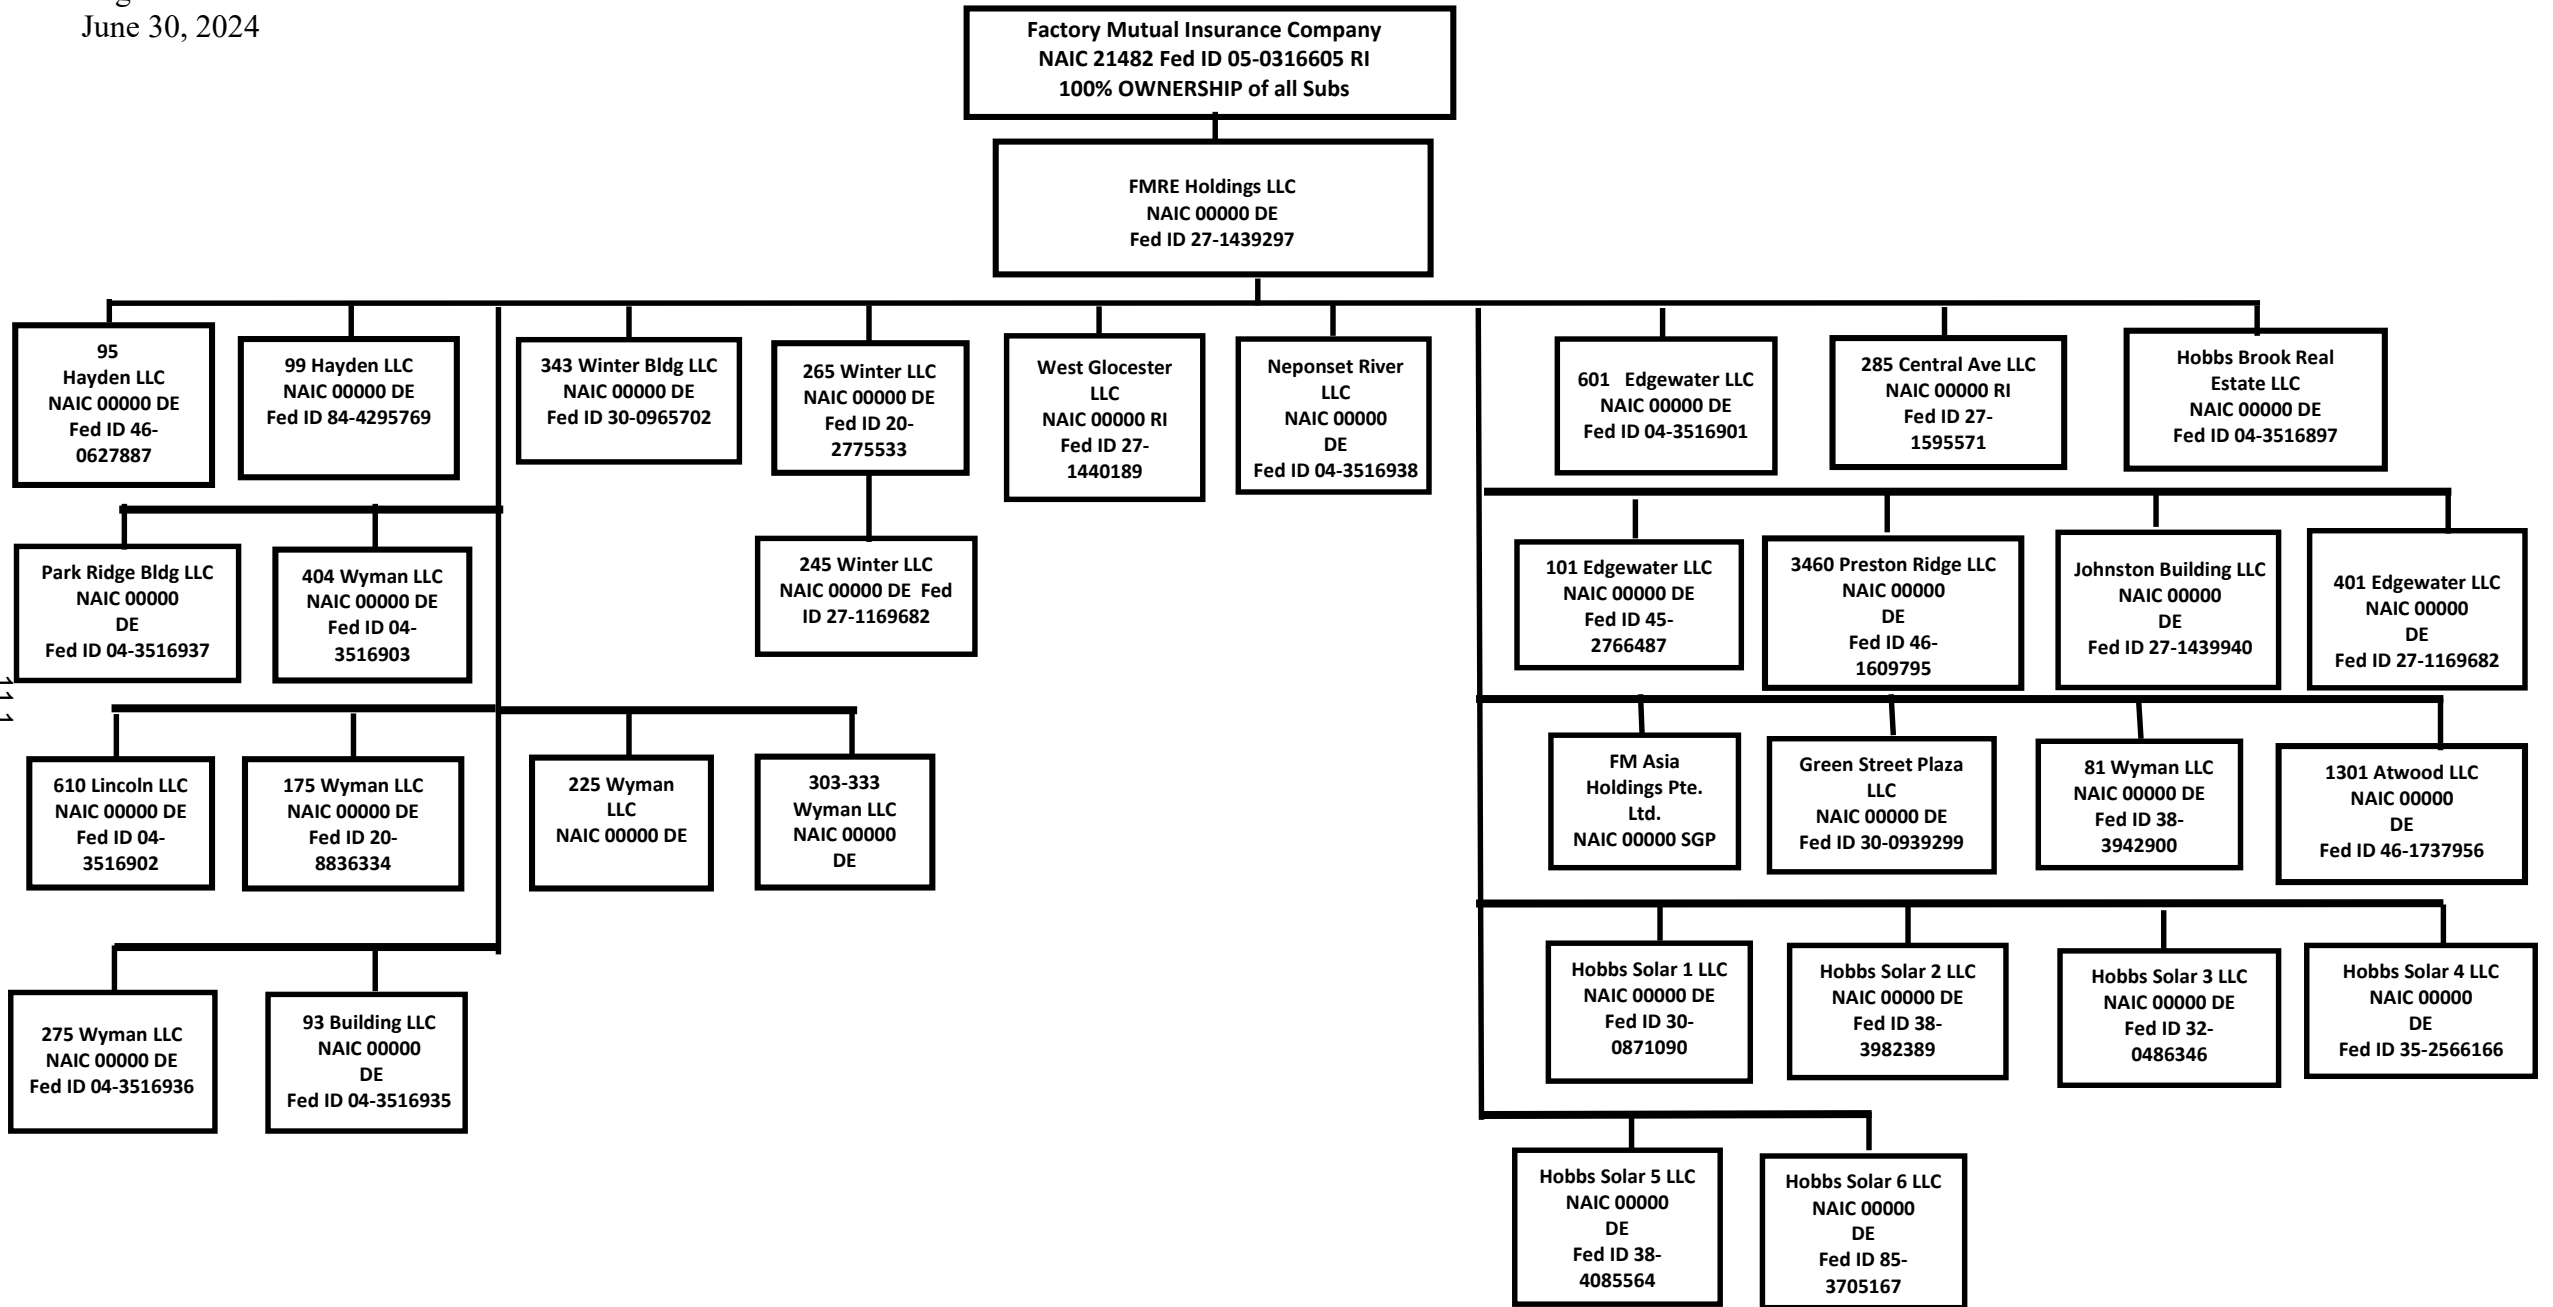 June 30, 2024
Factory Mutual Insurance Company
NAIC 21482 Fed ID 05-0316605 RI
100% OWNERSHIP of all Subs
FMRE Holdings LLC
NAIC 00000 DE
Fed ID 27-1439297
95
Hayden LLC
NAIC 00000 DE
Fed ID 46-
0627887
99 Hayden LLC
NAIC 00000 DE
Fed ID 84-4295769
343 Winter Bldg LLC
NAIC 00000 DE
Fed ID 30-0965702
265 Winter LLC
NAIC 00000 DE
Fed ID 20-
2775533
West Glocester
LLC
NAIC 00000 RI
Fed ID 27-
1440189
Neponset River
LLC
NAIC 00000
DE
Fed ID 04-3516938
601 Edgewater LLC
NAIC 00000 DE
Fed ID 04-3516901
285 Central Ave LLC
NAIC 00000 RI
Fed ID 27-
1595571
Hobbs Brook Real
Estate LLC
NAIC 00000 DE
Fed ID 04-3516897
Park Ridge Bldg LLC
NAIC 00000
DE
Fed ID 04-3516937
404 Wyman LLC
NAIC 00000 DE
Fed ID 04-
3516903
245 Winter LLC
NAIC 00000 DE Fed
ID 27-1169682
101 Edgewater LLC
NAIC 00000 DE
Fed ID 45-
2766487
3460 Preston Ridge LLC
NAIC 00000
DE
Fed ID 46-
1609795
Johnston Building LLC
NAIC 00000
DE
Fed ID 27-1439940
401 Edgewater LLC
NAIC 00000
DE
Fed ID 27-1169682
610 Lincoln LLC
NAIC 00000 DE
Fed ID 04-
3516902
175 Wyman LLC
NAIC 00000 DE
Fed ID 20-
8836334
225 Wyman
LLC
NAIC 00000 DE
303-333
Wyman LLC
NAIC 00000
DE
FM Asia
Holdings Pte.
Ltd.
NAIC 00000 SGP
Green Street Plaza
LLC
NAIC 00000 DE
Fed ID 30-0939299
81 Wyman LLC
NAIC 00000 DE
Fed ID 38-
3942900
1301 Atwood LLC
NAIC 00000
DE
Fed ID 46-1737956
275 Wyman LLC
NAIC 00000 DE
Fed ID 04-3516936
93 Building LLC
NAIC 00000
DE
Fed ID 04-3516935
Hobbs Solar 1 LLC
NAIC 00000 DE
Fed ID 30-
0871090
Hobbs Solar 2 LLC
NAIC 00000 DE
Fed ID 38-
3982389
Hobbs Solar 3 LLC
NAIC 00000 DE
Fed ID 32-
0486346
Hobbs Solar 4 LLC
NAIC 00000
DE
Fed ID 35-2566166
Hobbs Solar 5 LLC
NAIC 00000
DE
Fed ID 38-
4085564
Hobbs Solar 6 LLC
NAIC 00000
DE
Fed ID 85-
3705167